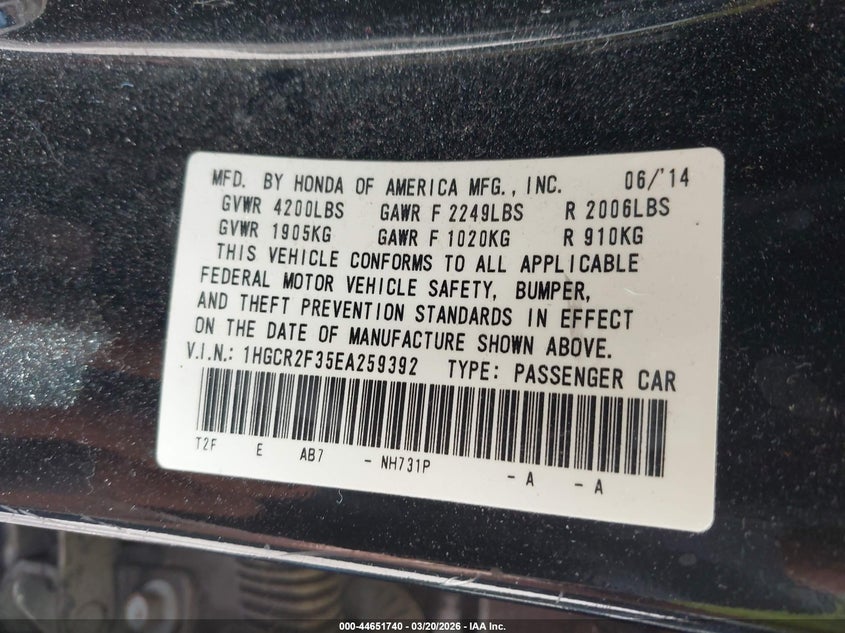 MFD. BY HONDA OF AMERICA MFG., INC. 06/'14
GVWR 4200LBS GAWR F 2249LBS R 2006LBS
GVWR 1905KG GAWR F 1020KG R 910KG
THIS VEHICLE CONFORMS TO ALL APPLICABLE
FEDERAL MOTOR VEHICLE SAFETY, BUMPER,
AND THEFT PREVENTION STANDARDS IN EFFECT
ON THE DATE OF MANUFACTURE SHOWN ABOVE.
V.I.N.: 1HGCR2F35EA259392 TYPE: PASSENGER CAR
T2F E AB7 - NH731P - A - A
000-44651740 - 03/20/2026 - IAA Inc.